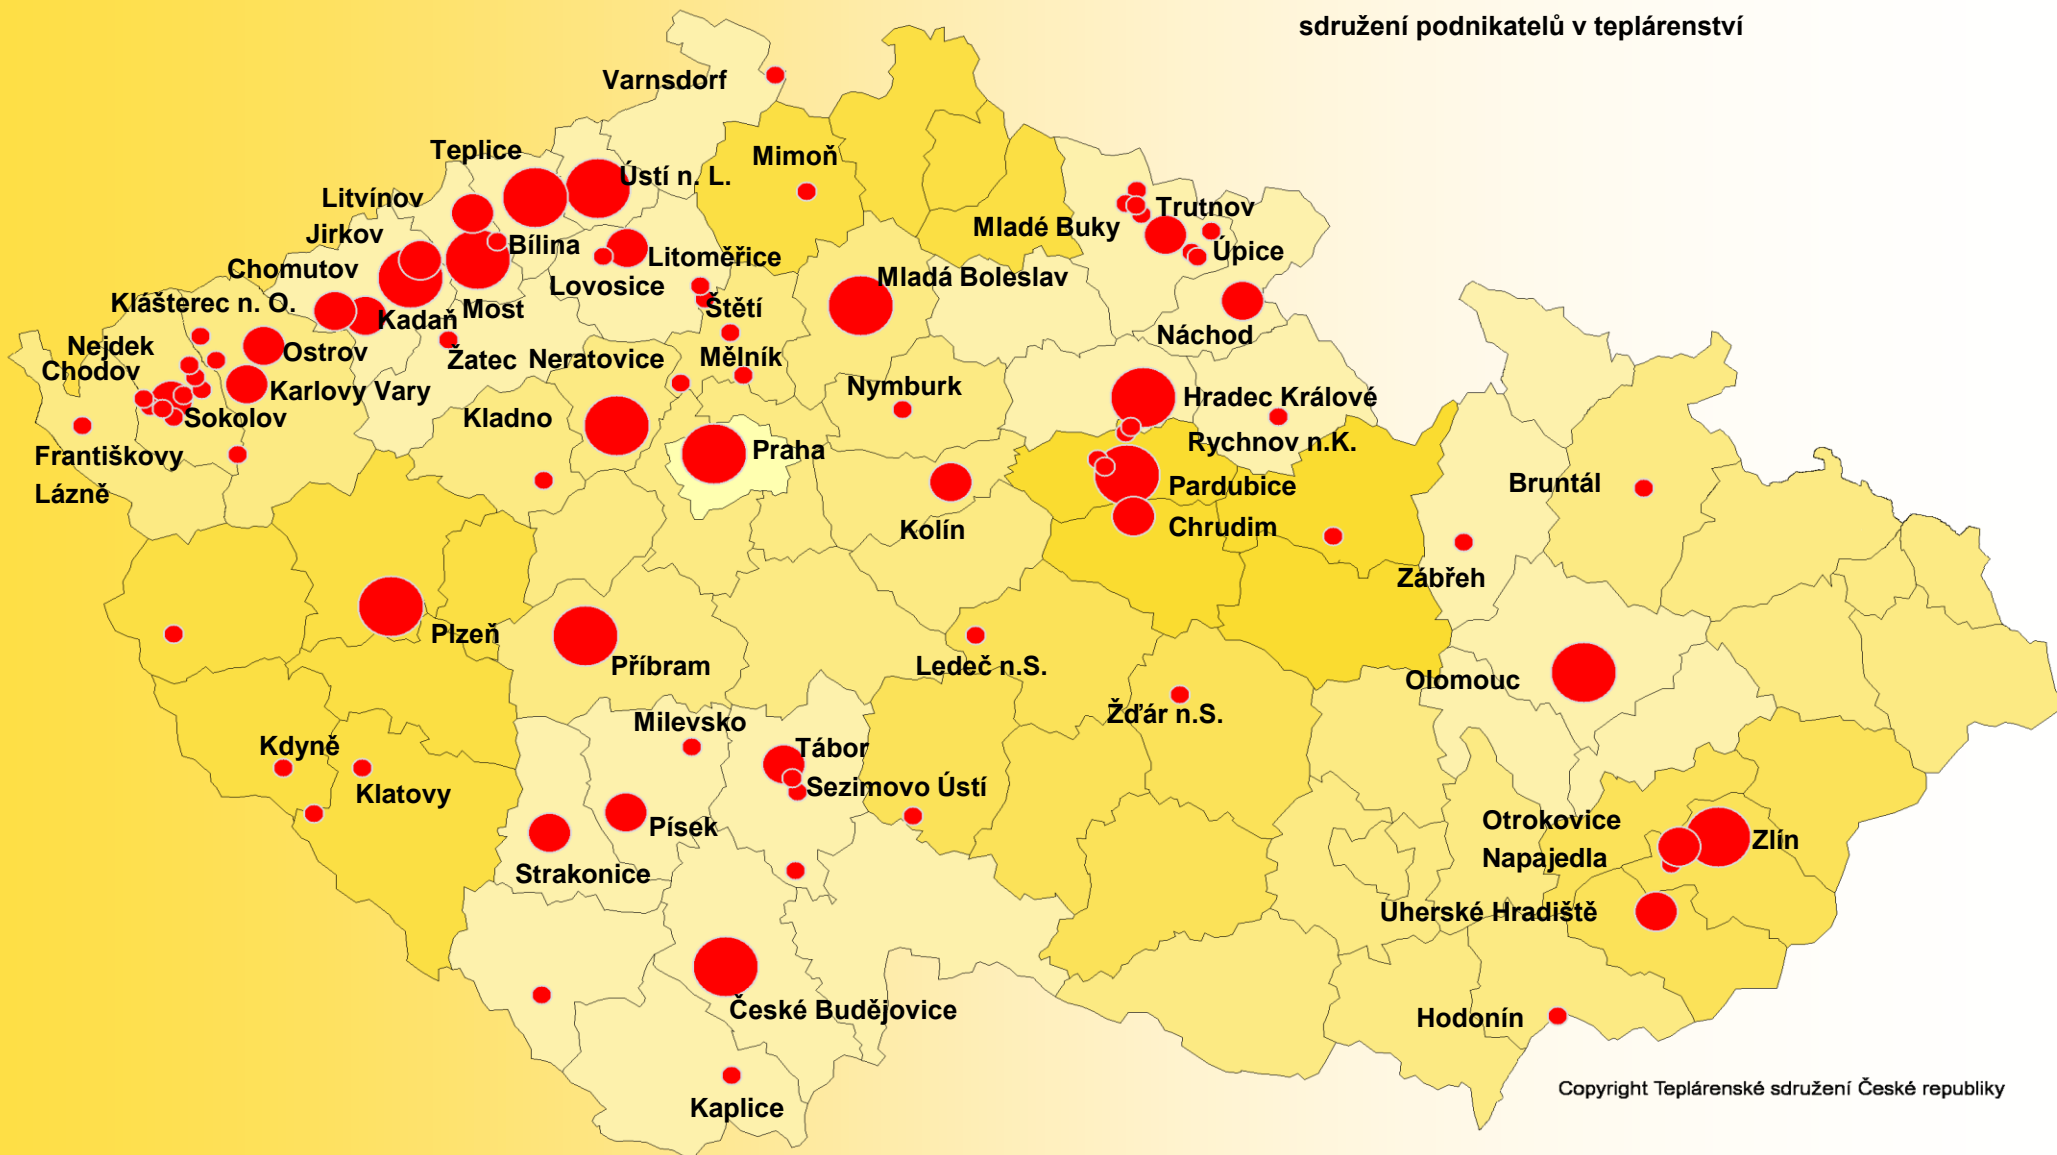 sdružení podnikatelů v teplárenství
Varnsdorf
Teplice
Mimoň
Ústí n. L.
Litvínov
Trutnov
Mladé Buky
Jirkov
Bílina
Úpice
Litoměřice
Chomutov
Mladá Boleslav
Lovosice
Klášterec n. O.
Štětí
Most
Kadaň
Náchod
Nejdek
Ostrov
Žatec
Neratovice
Mělník
Chodov
Karlovy Vary
Nymburk
Hradec Králové
Sokolov
Kladno
Rychnov n.K.
Praha
Františkovy
Lázně
Pardubice
Bruntál
Chrudim
Kolín
Zábřeh
Plzeň
Příbram
Ledeč n.S.
Olomouc
Žďár n.S.
Milevsko
Kdyně
Tábor
Sezimovo Ústí
Klatovy
Otrokovice
Písek
Zlín
Napajedla
Strakonice
Uherské Hradiště
České Budějovice
Hodonín
Copyright Teplárenské sdružení České republiky
Kaplice